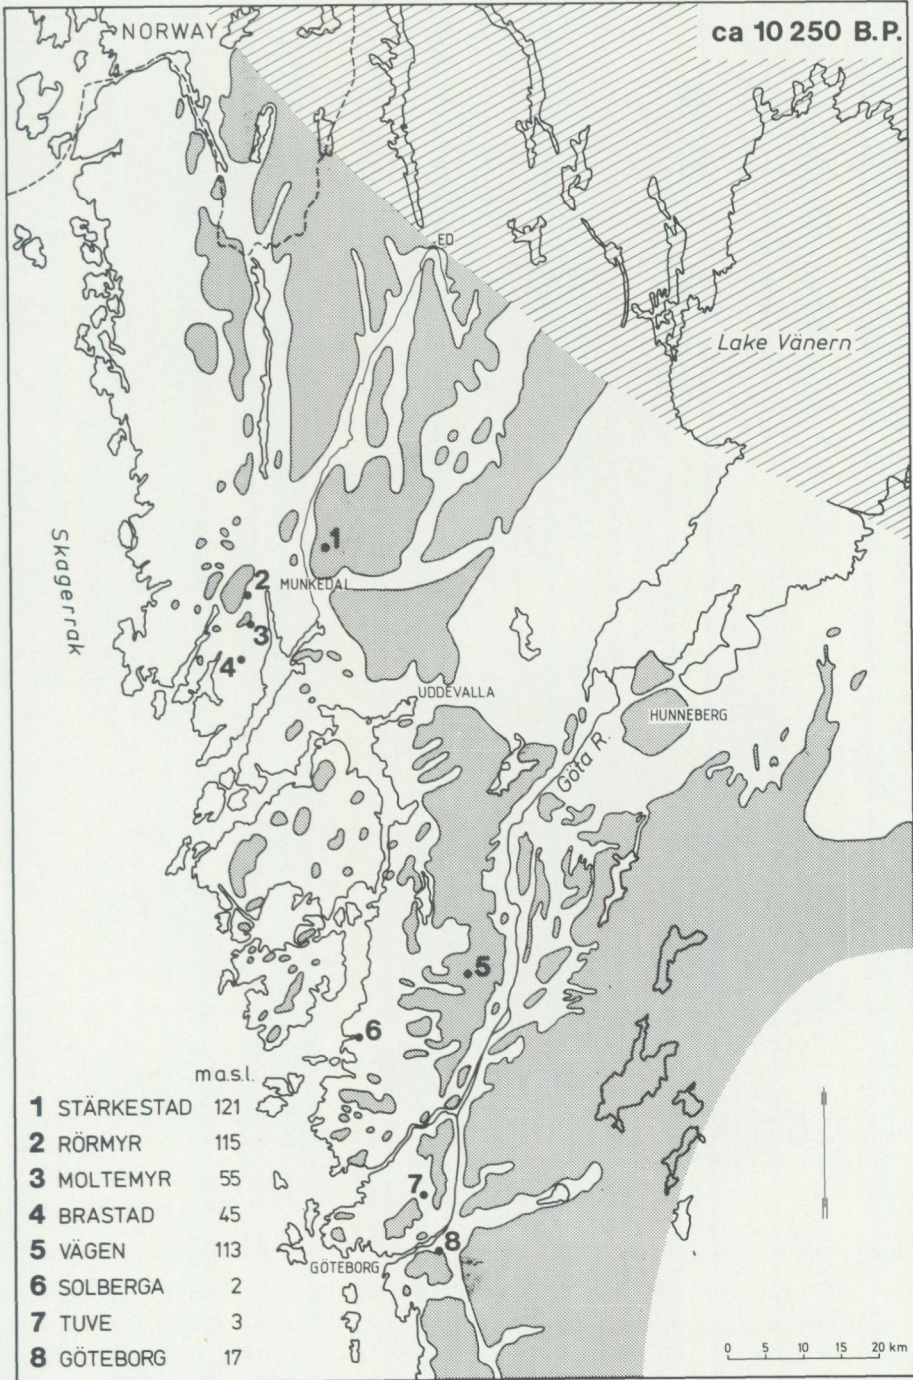 NORWAY
ca 10 250 B.P.
ED
Lake Vänern
Skagerrak
1
2
MUNKEDAL
3
4
UDDEVALLA
HUNNEBERG
Göta R.
5
6
m a.s.l.
1 STÄRKESTAD 121
2 RÖRMYR 115
3 MOLTEMYR 55
4 BRASTAD 45
5 VÄGEN 113
6 SOLBERGA 2
7 TUVE 3
8 GÖTEBORG 17
7
8
GÖTEBORG
0 5 10 15 20 km